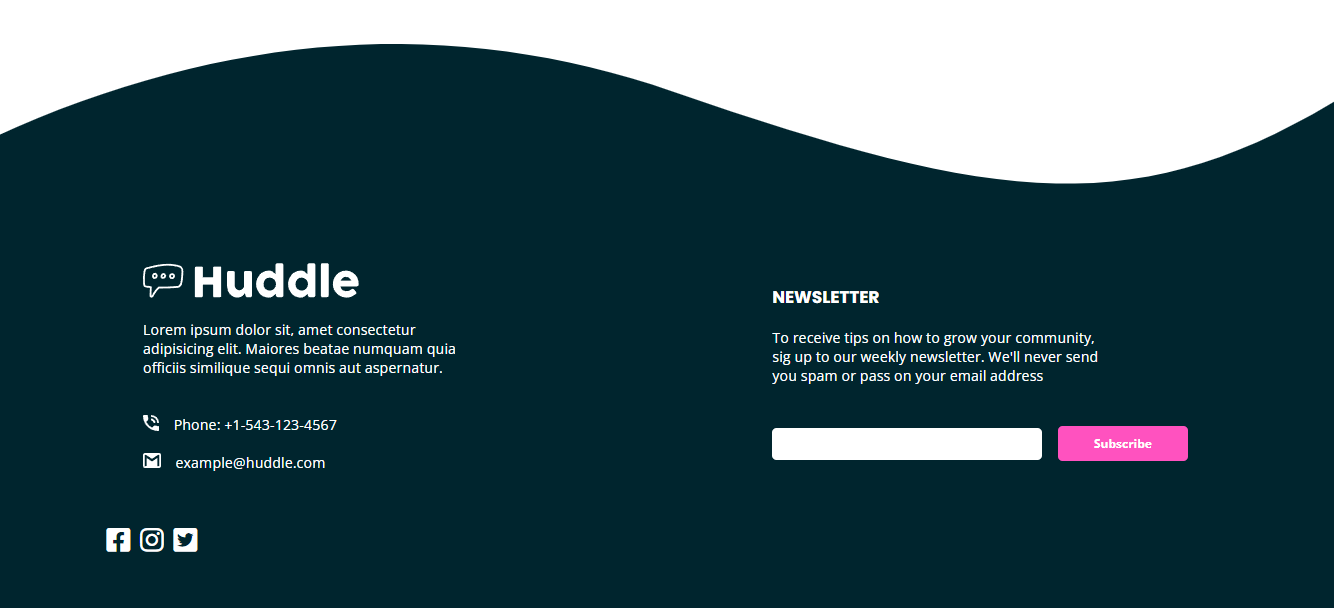 Huddle
Lorem ipsum dolor sit, amet consectetur
adipisicing elit. Maiores beatae numquam quia
officiis similique sequi omnis aut aspernatur.
Phone: +1-543-123-4567
example@huddle.com
NEWSLETTER
To receive tips on how to grow your community,
sig up to our weekly newsletter. We'll never send
you spam or pass on your email address
Subscribe